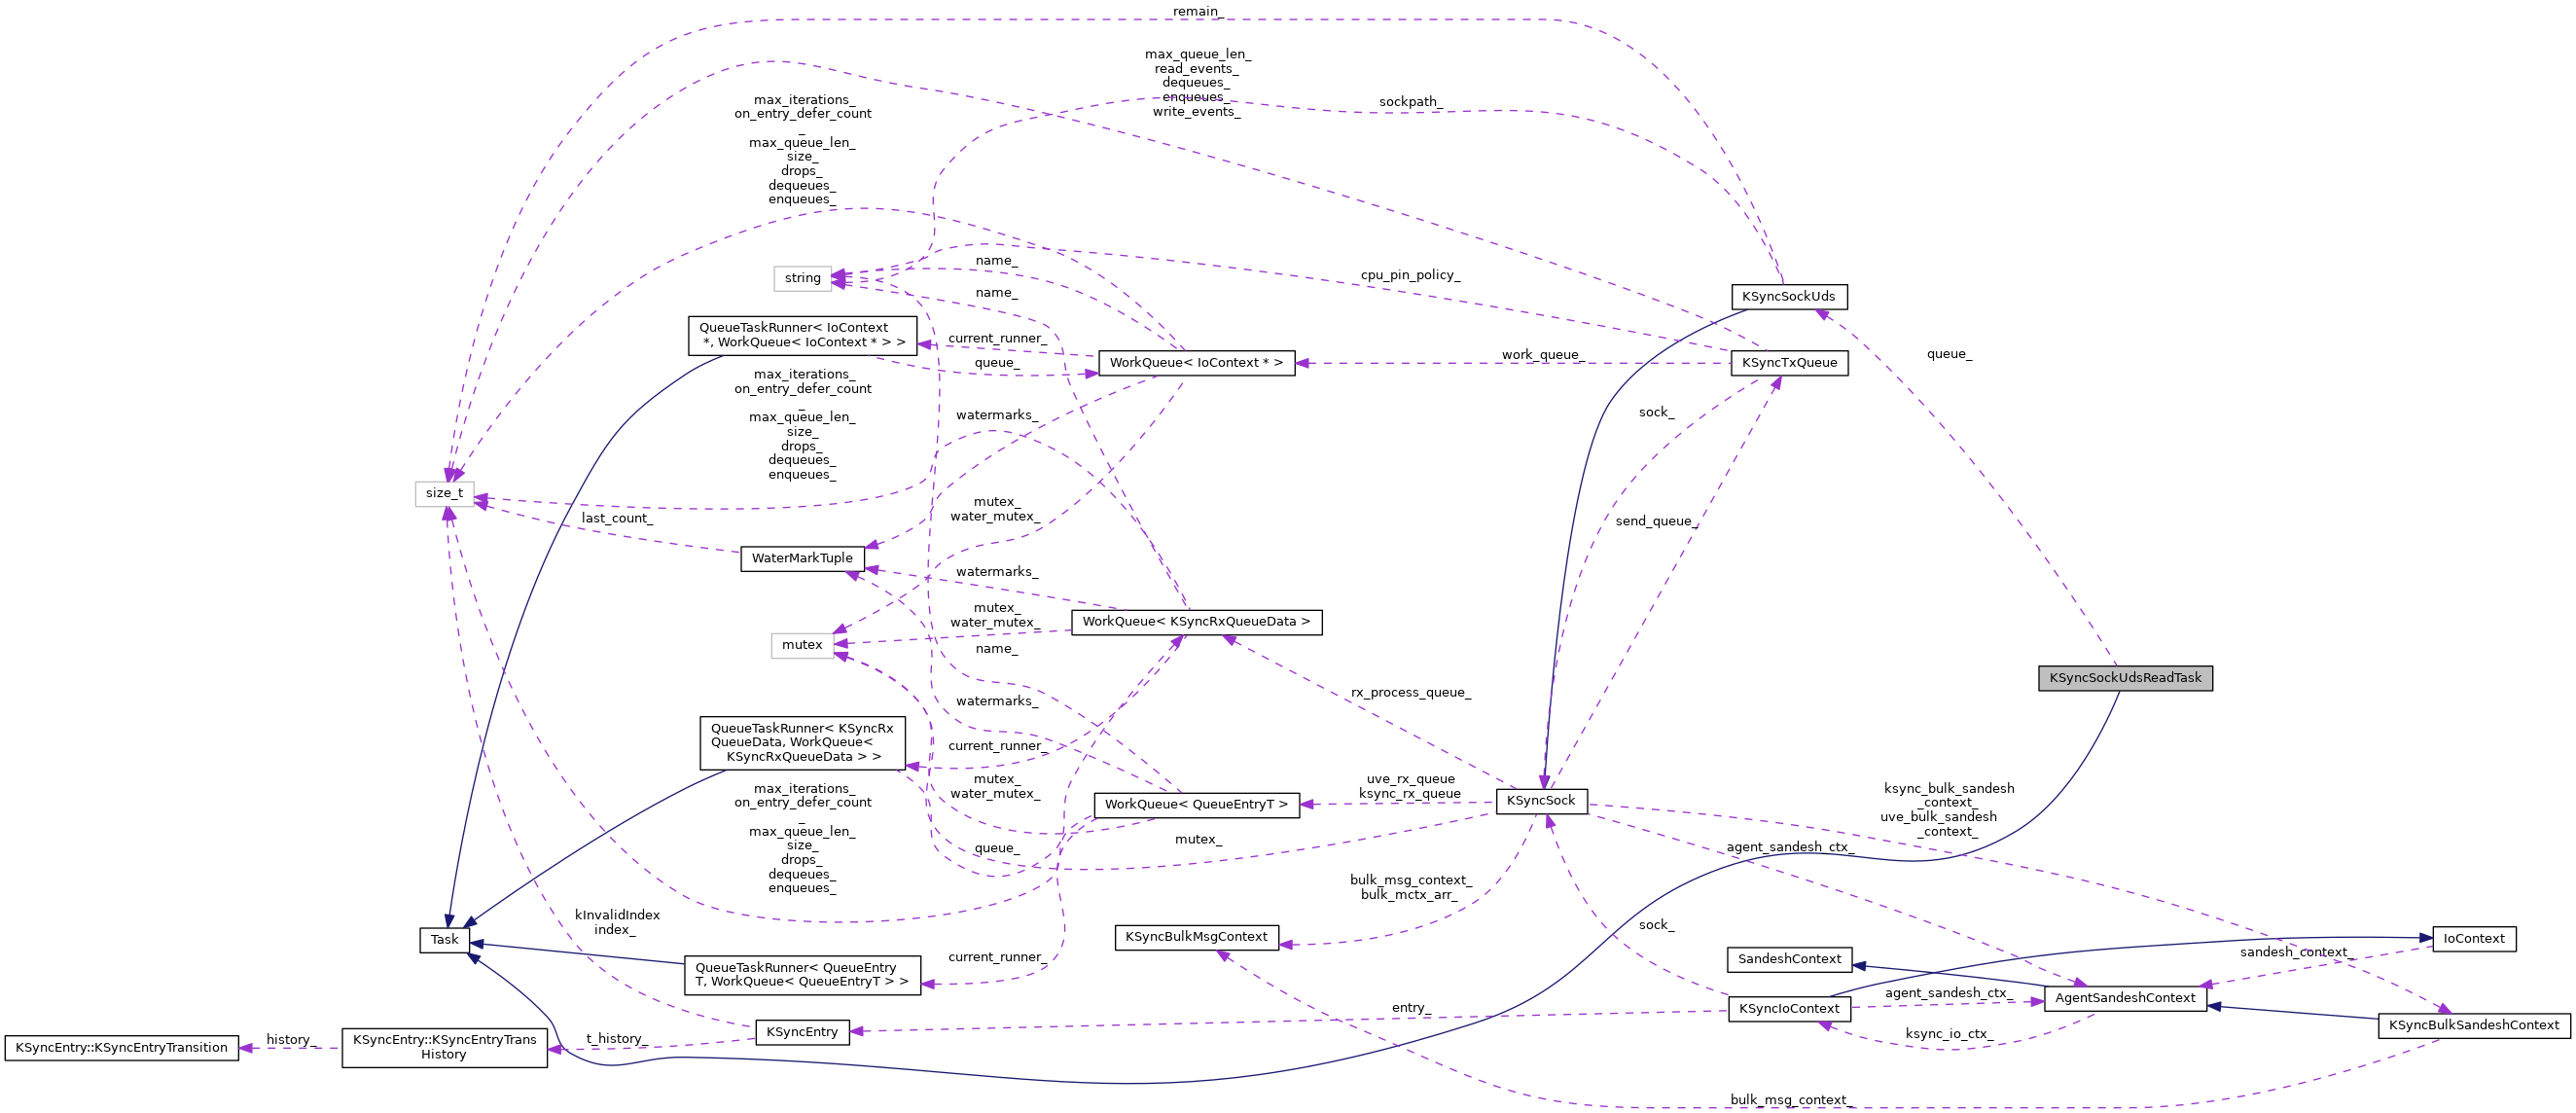 remain_
max_queue_len_
read_events_
dequeues_
enqueues_
write_events_
sockpath_
max_iterations_
on_entry_defer_count
_
max_queue_len_
size_
drops_
dequeues_
enqueues_
string
name_
cpu_pin_policy_
name_
KSyncSockUds
QueueTaskRunner< IoContext
*, WorkQueue< IoContext * > >
current_runner_
queue_
WorkQueue< IoContext * >
work_queue_
KSyncTxQueue
queue_
max_iterations_
on_entry_defer_count
_
max_queue_len_
size_
drops_
dequeues_
enqueues_
watermarks_
sock_
size_t
last_count_
mutex_
water_mutex_
send_queue_
WaterMarkTuple
watermarks_
mutex_
water_mutex_
WorkQueue< KSyncRxQueueData >
mutex
name_
KSyncSockUdsReadTask
watermarks_
rx_process_queue_
QueueTaskRunner< KSyncRx
QueueData, WorkQueue<
KSyncRxQueueData > >
current_runner_
mutex_
water_mutex_
WorkQueue< QueueEntryT >
uve_rx_queue
ksync_rx_queue
KSyncSock
ksync_bulk_sandesh
_context_
uve_bulk_sandesh
_context_
max_iterations_
on_entry_defer_count
_
max_queue_len_
size_
drops_
dequeues_
enqueues_
queue_
mutex_
agent_sandesh_ctx_
bulk_msg_context_
bulk_mctx_arr_
kInvalidIndex
index_
Task
KSyncBulkMsgContext
sock_
IoContext
SandeshContext
sandesh_context_
QueueTaskRunner< QueueEntry
T, WorkQueue< QueueEntryT > >
current_runner_
agent_sandesh_ctx_
AgentSandeshContext
KSyncIoContext
entry_
KSyncEntry
KSyncBulkSandeshContext
ksync_io_ctx_
KSyncEntry::KSyncEntryTransition
history_
KSyncEntry::KSyncEntryTrans
History
t_history_
bulk_msg_context_